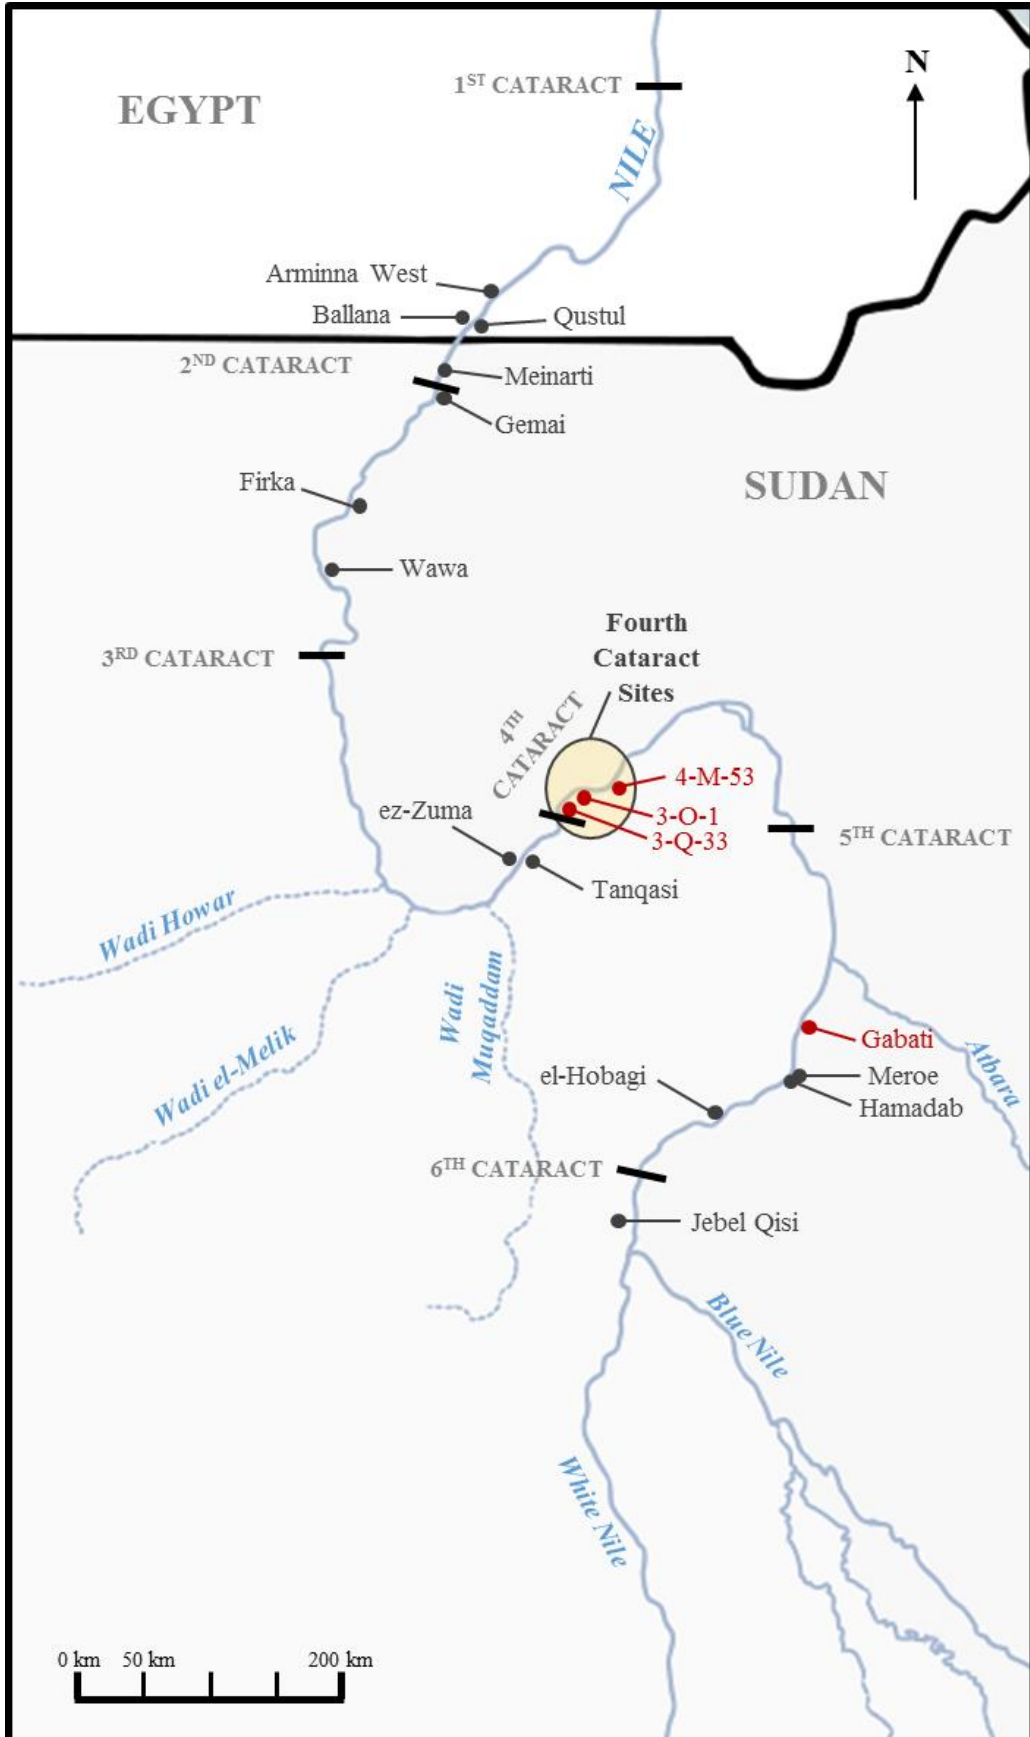 1ST CATARACT
N
EGYPT
NILE
Arminna West
Ballana
Qustul
2ND CATARACT
Meinarti
Gemai
Firka
SUDAN
Wawa
Fourth
Cataract
Sites
3RD CATARACT
4TH
CATARACT
4-M-53
3-O-1
3-Q-33
ez-Zuma
5TH CATARACT
Tanqasi
Wadi Howar
Wadi
Muqaddam
Wadi el-Melik
Gabati
Atbara
Meroe
Hamadab
el-Hobagi
6TH CATARACT
Jebel Qisi
Blue Nile
White Nile
0 km 50 km 200 km